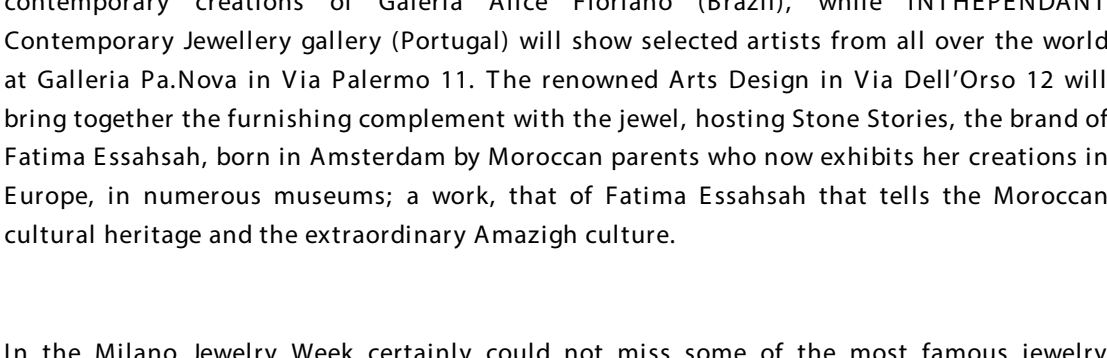 contemporary creations of Galeria Alice Floriano (Brazil), while INTHEPENDANT
Contemporary Jewellery gallery (Portugal) will show selected artists from all over the world
at Galleria Pa.Nova in Via Palermo 11. The renowned Arts Design in Via Dell’Orso 12 will
bring together the furnishing complement with the jewel, hosting Stone Stories, the brand of
Fatima Essahsah, born in Amsterdam by Moroccan parents who now exhibits her creations in
Europe, in numerous museums; a work, that of Fatima Essahsah that tells the Moroccan
cultural heritage and the extraordinary Amazigh culture.
In the Milano Jewelry Week certainly could not miss some of the most famous jewelry